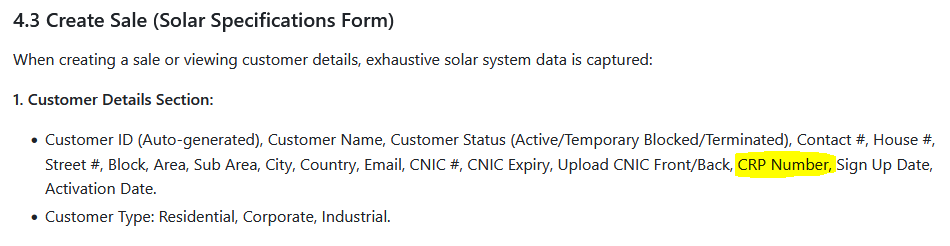 4.3 Create Sale (Solar Specifications Form)
When creating a sale or viewing customer details, exhaustive solar system data is captured:
1. Customer Details Section:
• Customer ID (Auto-generated), Customer Name, Customer Status (Active/Temporary Blocked/Terminated), Contact #, House #,
Street #, Block, Area, Sub Area, City, Country, Email, CNIC #, CNIC Expiry, Upload CNIC Front/Back, CRP Number, Sign Up Date,
Activation Date.
• Customer Type: Residential, Corporate, Industrial.